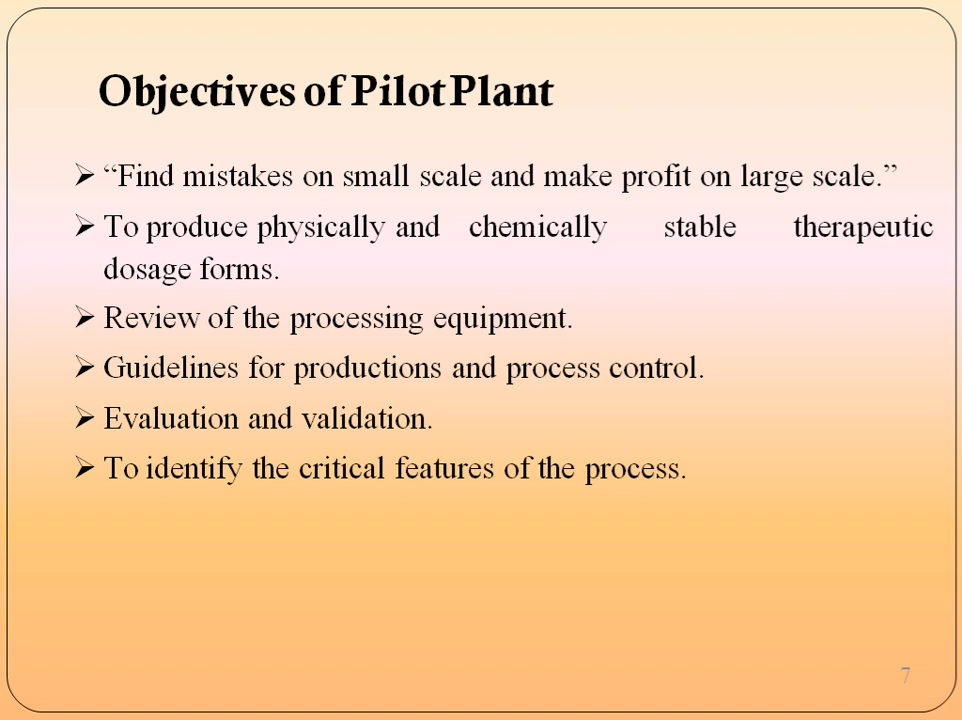 Objectives of Pilot Plant
➢ “Find mistakes on small scale and make profit on large scale.”
➢ To produce physically and chemically stable therapeutic
dosage forms.
➢ Review of the processing equipment.
➢ Guidelines for productions and process control.
➢ Evaluation and validation.
➢ To identify the critical features of the process.
7